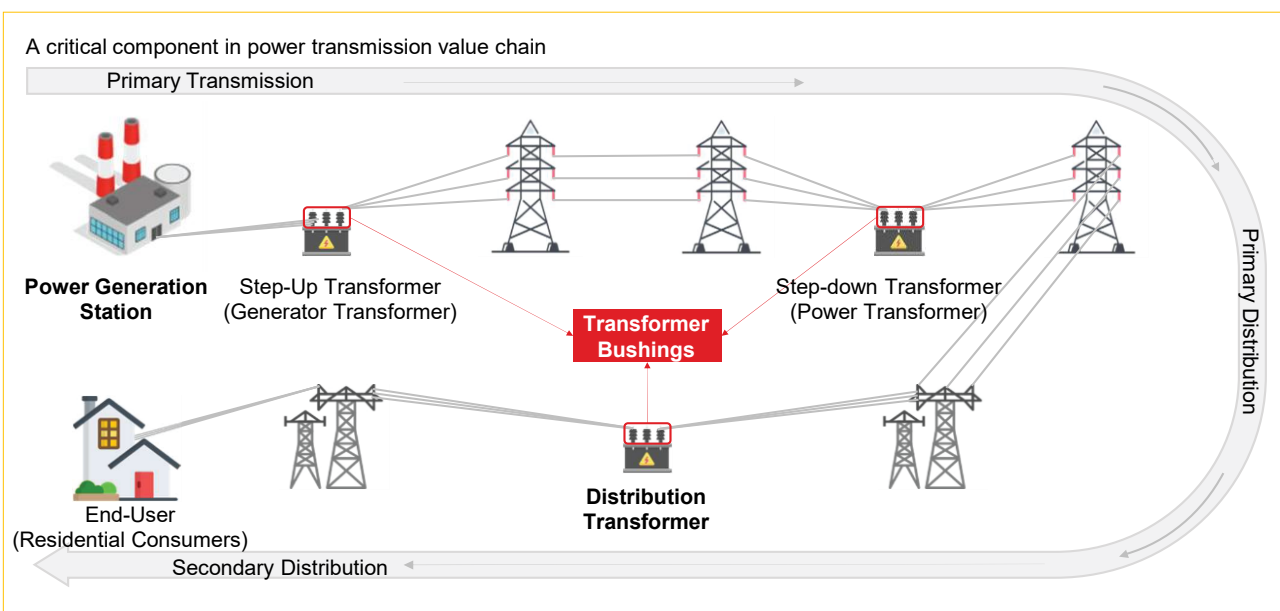 A critical component in power transmission value chain
Primary Transmission
Power Generation
Station
Step-Up Transformer
(Generator Transformer)
Step-down Transformer
(Power Transformer)
Transformer
Bushings
Primary Distribution
End-User
(Residential Consumers)
Distribution
Transformer
Secondary Distribution